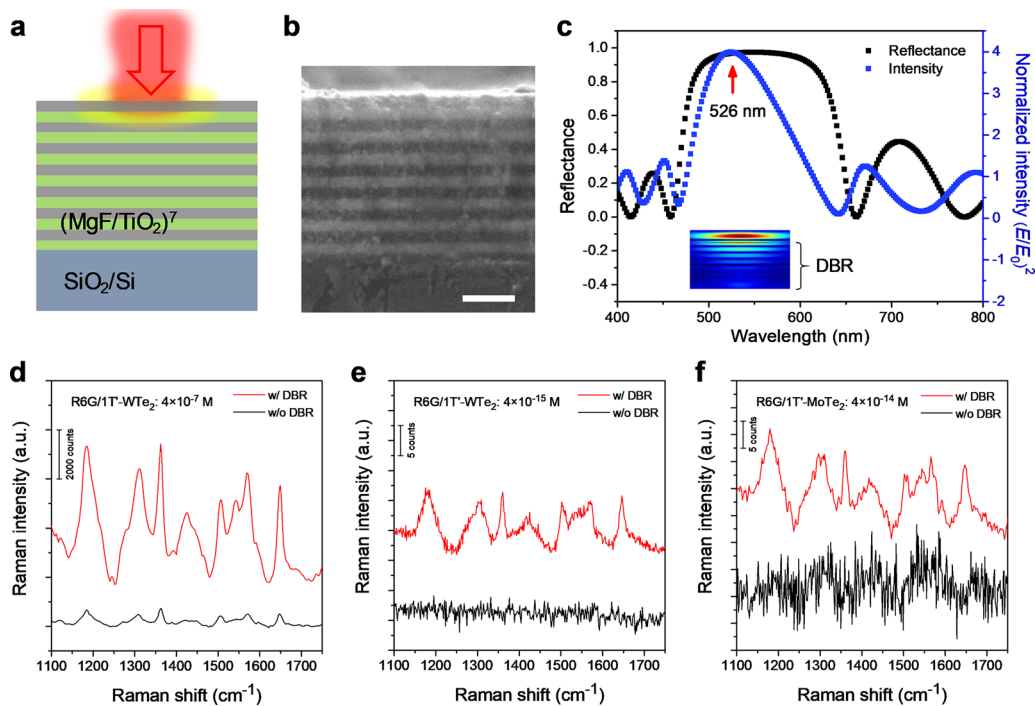 a
(MgF/TiO₂)⁷
SiO₂/Si
b
c
1.0
0.8
0.6
0.4
0.2
0.0
-0.2
-0.4
Reflectance
Reflectance
Intensity
526 nm
DBR
4
3
2
1
0
-1
-2
Normalized intensity (E/E₀)²
400
500
600
700
800
Wavelength (nm)
d
R6G/1T'-WTe₂: 4×10⁻⁷ M
w/ DBR
w/o DBR
2000 counts
Raman intensity (a.u.)
1100 1200 1300 1400 1500 1600 1700
Raman shift (cm⁻¹)
e
R6G/1T'-WTe₂: 4×10⁻¹⁵ M
w/ DBR
w/o DBR
5 counts
Raman intensity (a.u.)
1100 1200 1300 1400 1500 1600 1700
Raman shift (cm⁻¹)
f
R6G/1T'-MoTe₂: 4×10⁻¹⁴ M
w/ DBR
w/o DBR
5 counts
Raman intensity (a.u.)
1100 1200 1300 1400 1500 1600 1700
Raman shift (cm⁻¹)